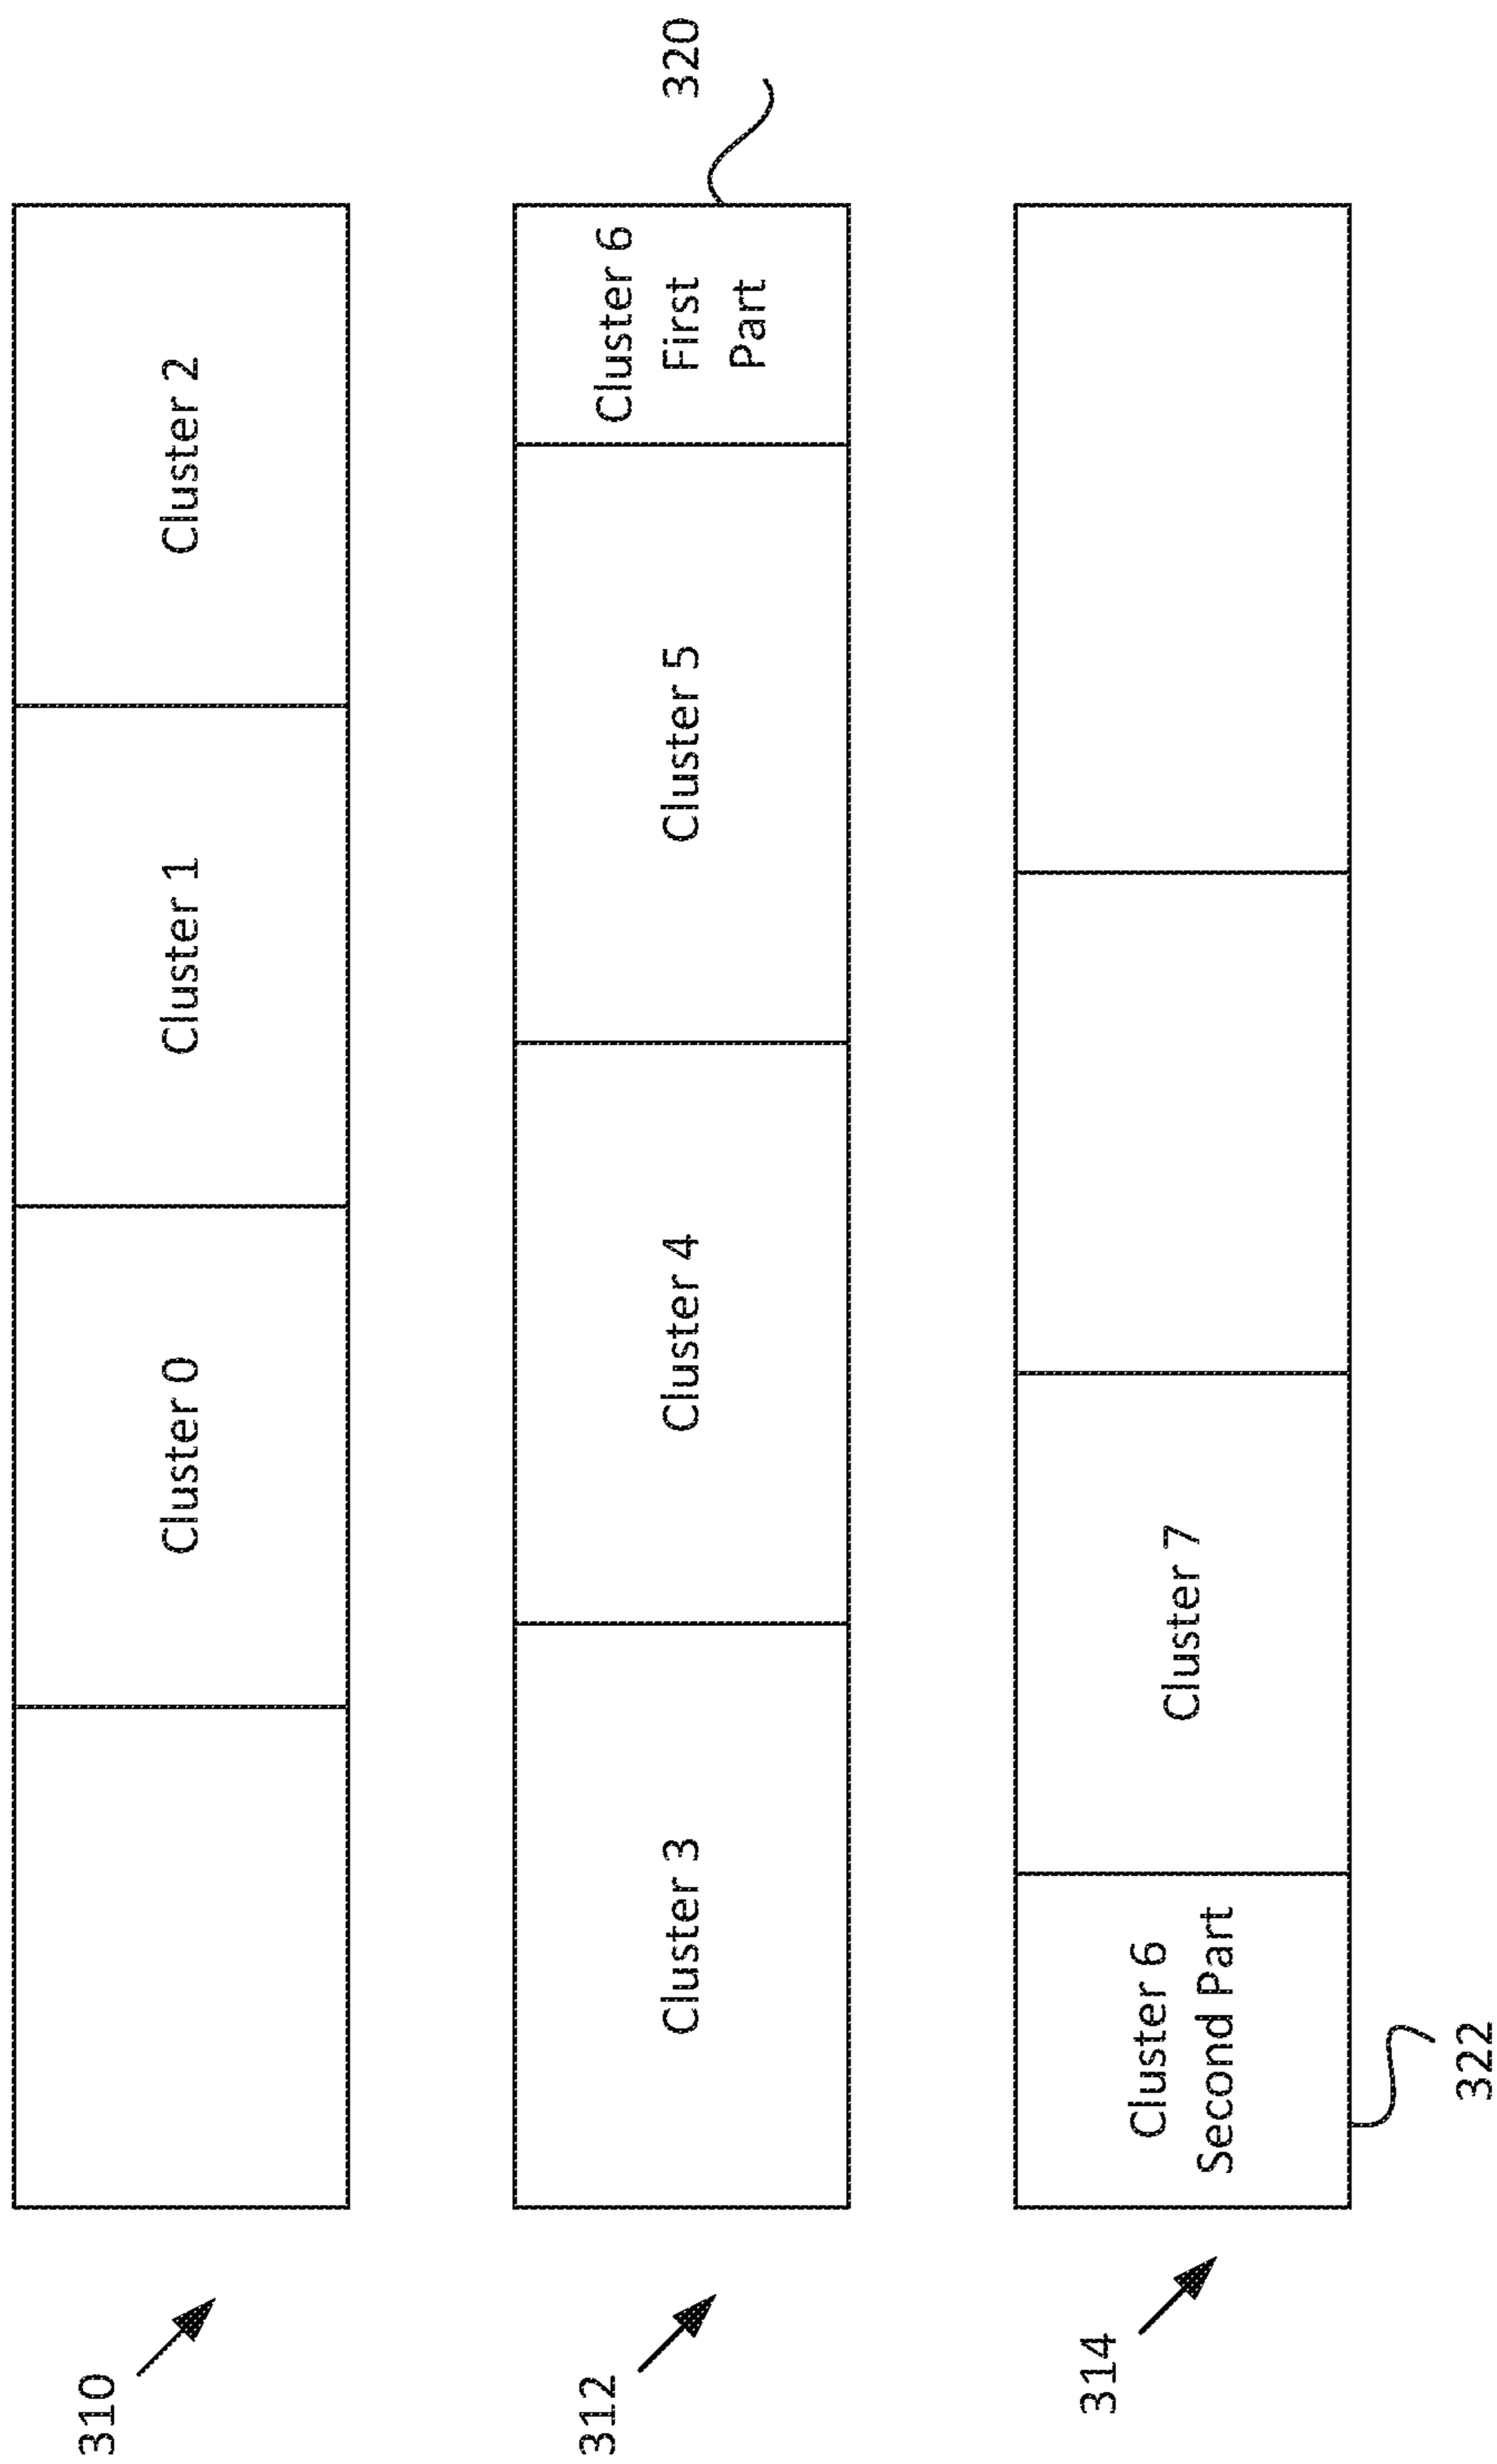 310
Cluster 0
Cluster 1
Cluster 2
312
Cluster 3
Cluster 4
Cluster 5
Cluster 6
First
Part
320
314
Cluster 6
Second Part
Cluster 7
322